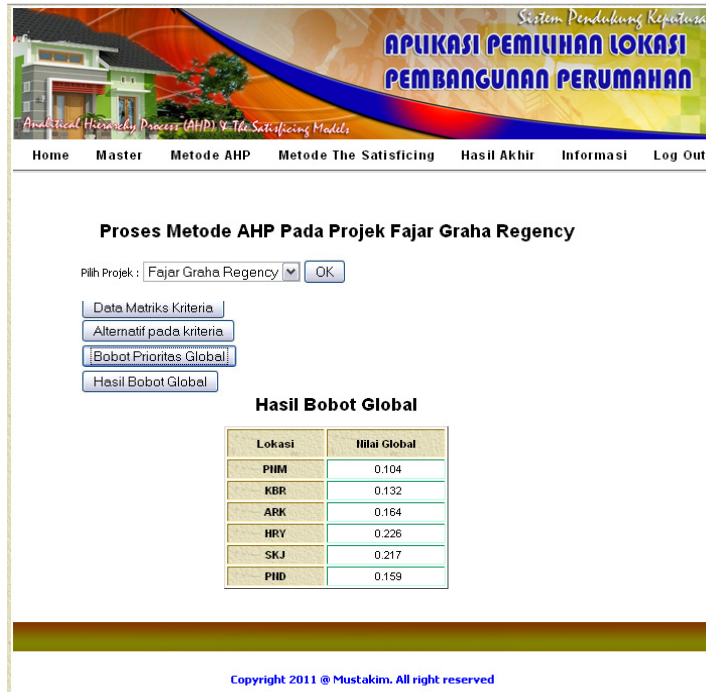 Sistem Pendukung Keputusa
APLIKASI PEMILIHAN LOKASI
PEMBANGUNAN PERUMAHAN
Analitical Hierarchy Process (AHP) & The Satisficing Models
Home Master Metode AHP Metode The Satisficing Hasil Akhir Informasi Log Out
Proses Metode AHP Pada Projek Fajar Graha Regency
Pilih Projek : Fajar Graha Regency OK
Data Matriks Kriteria
Alternatif pada kriteria
Bobot Prioritas Global
Hasil Bobot Global
Hasil Bobot Global
Lokasi Nilai Global
PNM 0.104
KBR 0.132
ARK 0.164
HRY 0.226
SKJ 0.217
PND 0.159
Copyright 2011 @ Mustakim. All right reserved